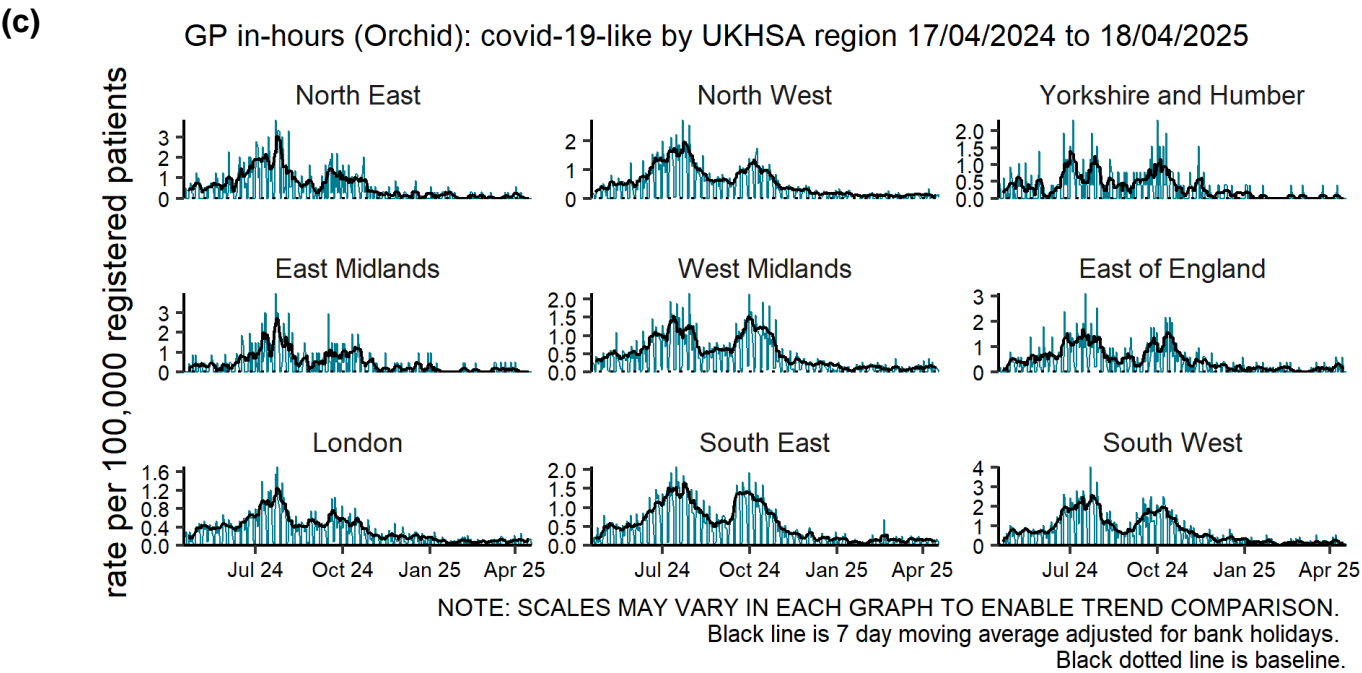 (c)
GP in-hours (Orchid): covid-19-like by UKHSA region 17/04/2024 to 18/04/2025
rate per 100,000 registered patients
North East
3
2
1
0
North West
2
1
0
Yorkshire and Humber
2.0
1.5
1.0
0.5
0.0
East Midlands
3
2
1
0
West Midlands
2.0
1.5
1.0
0.5
0.0
East of England
3
2
1
0
London
1.6
1.2
0.8
0.4
0.0
Jul 24 Oct 24 Jan 25 Apr 25
South East
2.0
1.5
1.0
0.5
0.0
Jul 24 Oct 24 Jan 25 Apr 25
South West
4
3
2
1
0
Jul 24 Oct 24 Jan 25 Apr 25
NOTE: SCALES MAY VARY IN EACH GRAPH TO ENABLE TREND COMPARISON.
Black line is 7 day moving average adjusted for bank holidays.
Black dotted line is baseline.